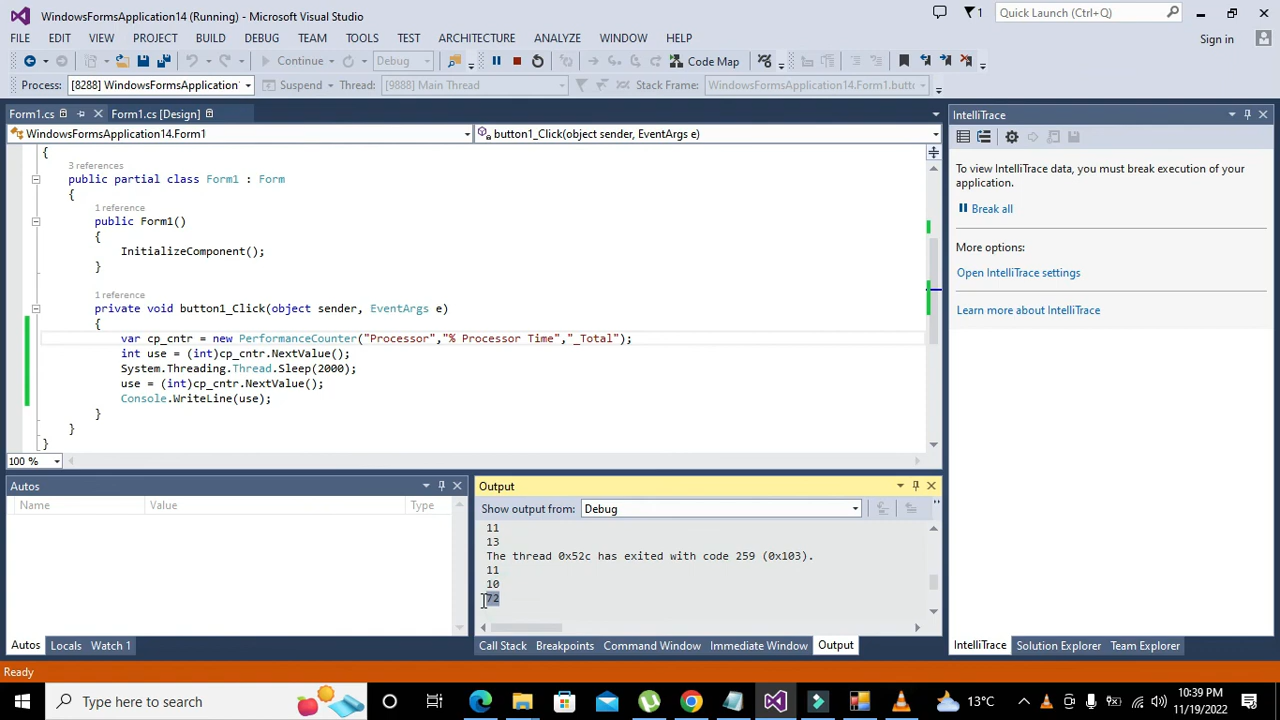 WindowsFormsApplication14 (Running) - Microsoft Visual Studio
1
Quick Launch (Ctrl+Q)
FILE EDIT VIEW PROJECT BUILD DEBUG TEAM TOOLS TEST ARCHITECTURE ANALYZE WINDOW HELP
Sign in
Continue Debug Code Map
Process: [8288] WindowsFormsApplication Suspend Thread: [9888] Main Thread Stack Frame: WindowsFormsApplication14.Form1.butto
Form1.cs Form1.cs [Design]
WindowsFormsApplication14.Form1 button1_Click(object sender, EventArgs e)
{
3 references
public partial class Form1 : Form
{
1 reference
public Form1()
{
InitializeComponent();
}
1 reference
private void button1_Click(object sender, EventArgs e)
{
var cp_cntr = new PerformanceCounter("Processor","% Processor Time","_Total");
int use = (int)cp_cntr.NextValue();
System.Threading.Thread.Sleep(2000);
use = (int)cp_cntr.NextValue();
Console.WriteLine(use);
}
}
}
100 %
IntelliTrace
To view IntelliTrace data, you must break execution of your
application.
Break all
More options:
Open IntelliTrace settings
Learn more about IntelliTrace
Autos
Name Value Type
Autos Locals Watch 1
Output
Show output from: Debug
11
13
The thread 0x52c has exited with code 259 (0x103).
11
10
72
Call Stack Breakpoints Command Window Immediate Window Output
IntelliTrace Solution Explorer Team Explorer
Ready
Type here to search
13°C
10:39 PM
11/19/2022